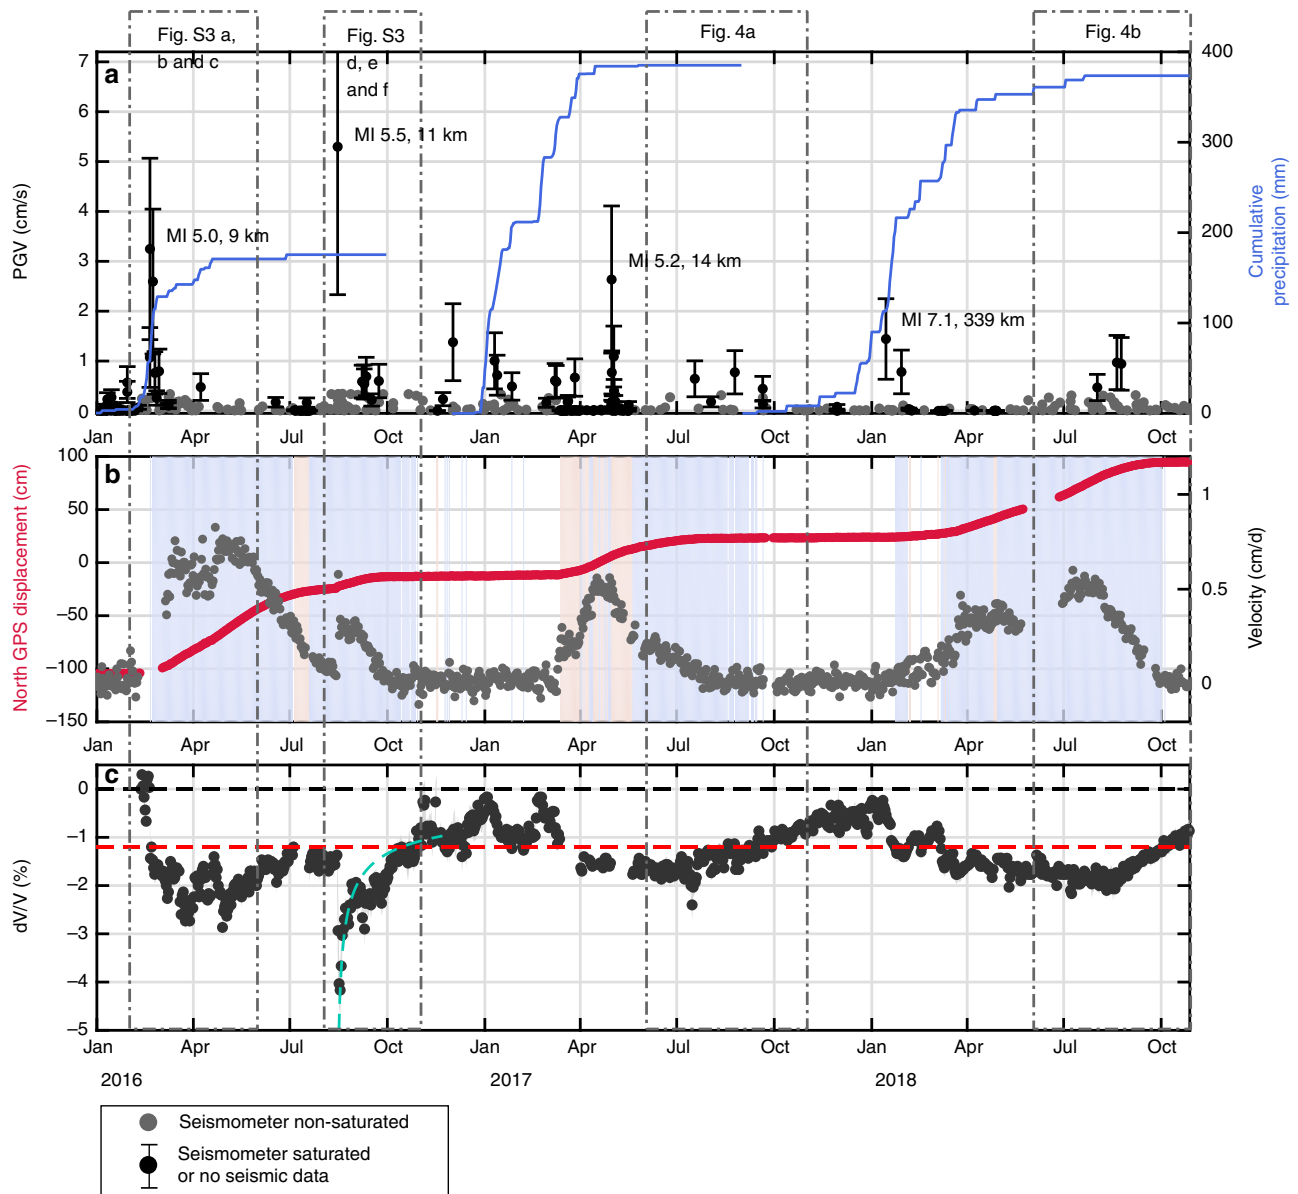 Fig. S3 a,
b and c
Fig. S3
d, e
and f
Fig. 4a
Fig. 4b
a
7
6
5
4
3
2
1
0
PGV (cm/s)
MI 5.0, 9 km
MI 5.5, 11 km
MI 5.2, 14 km
MI 7.1, 339 km
400
300
200
100
0
Cumulative
precipitation (mm)
Jan Apr Jul Oct Jan Apr Jul Oct Jan Apr Jul Oct
b
100
50
0
−50
−100
−150
North GPS displacement (cm)
1
0.5
0
Velocity (cm/d)
Jan Apr Jul Oct Jan Apr Jul Oct Jan Apr Jul Oct
c
0
−1
−2
−3
−4
−5
dV/V (%)
Jan Apr Jul Oct Jan Apr Jul Oct Jan Apr Jul Oct
2016 2017 2018
Seismometer non-saturated
Seismometer saturated
or no seismic data